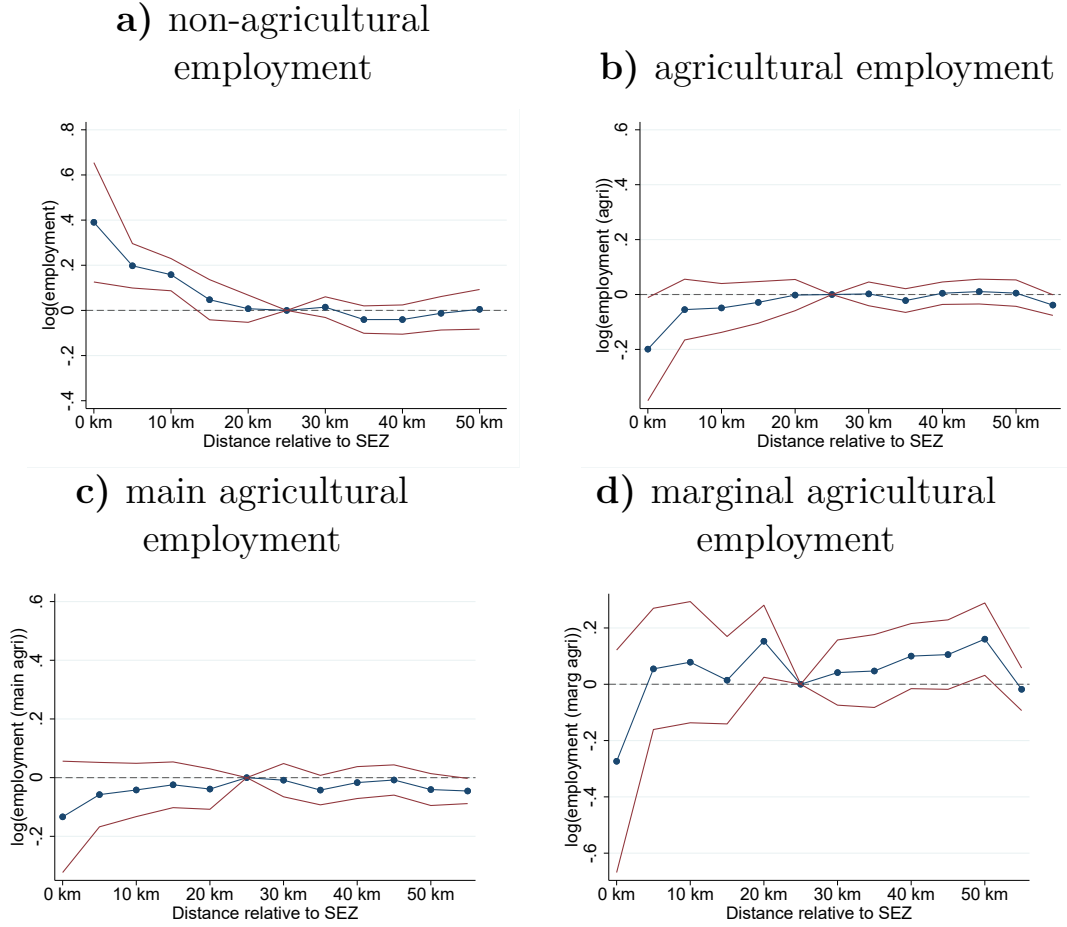 a) non-agricultural
employment
.8
.6
.4
.2
0
-.2
-.4
log(employment)
0 km
10 km
20 km
30 km
40 km
50 km
Distance relative to SEZ
b) agricultural employment
.6
.4
.2
0
-.2
log(employment (agri))
0 km
10 km
20 km
30 km
40 km
50 km
Distance relative to SEZ
c) main agricultural
employment
.6
.4
.2
0
-.2
log(employment (main agri))
0 km
10 km
20 km
30 km
40 km
50 km
Distance relative to SEZ
d) marginal agricultural
employment
.2
0
-.2
-.4
-.6
log(employment (marg agri))
0 km
10 km
20 km
30 km
40 km
50 km
Distance relative to SEZ